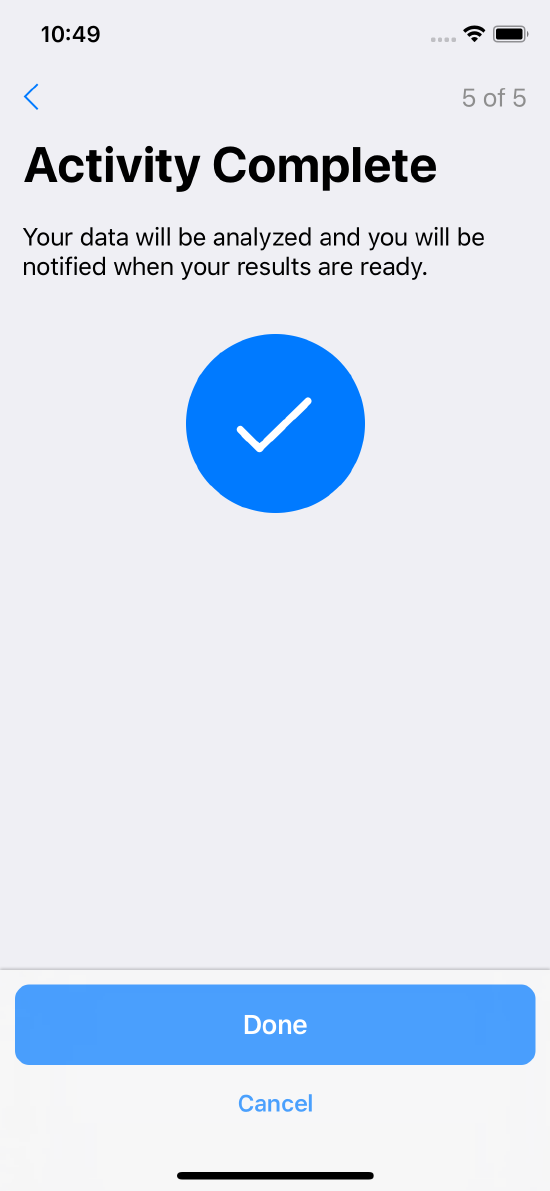 10:49
5 of 5
Activity Complete
Your data will be analyzed and you will be
notified when your results are ready.
Done
Cancel